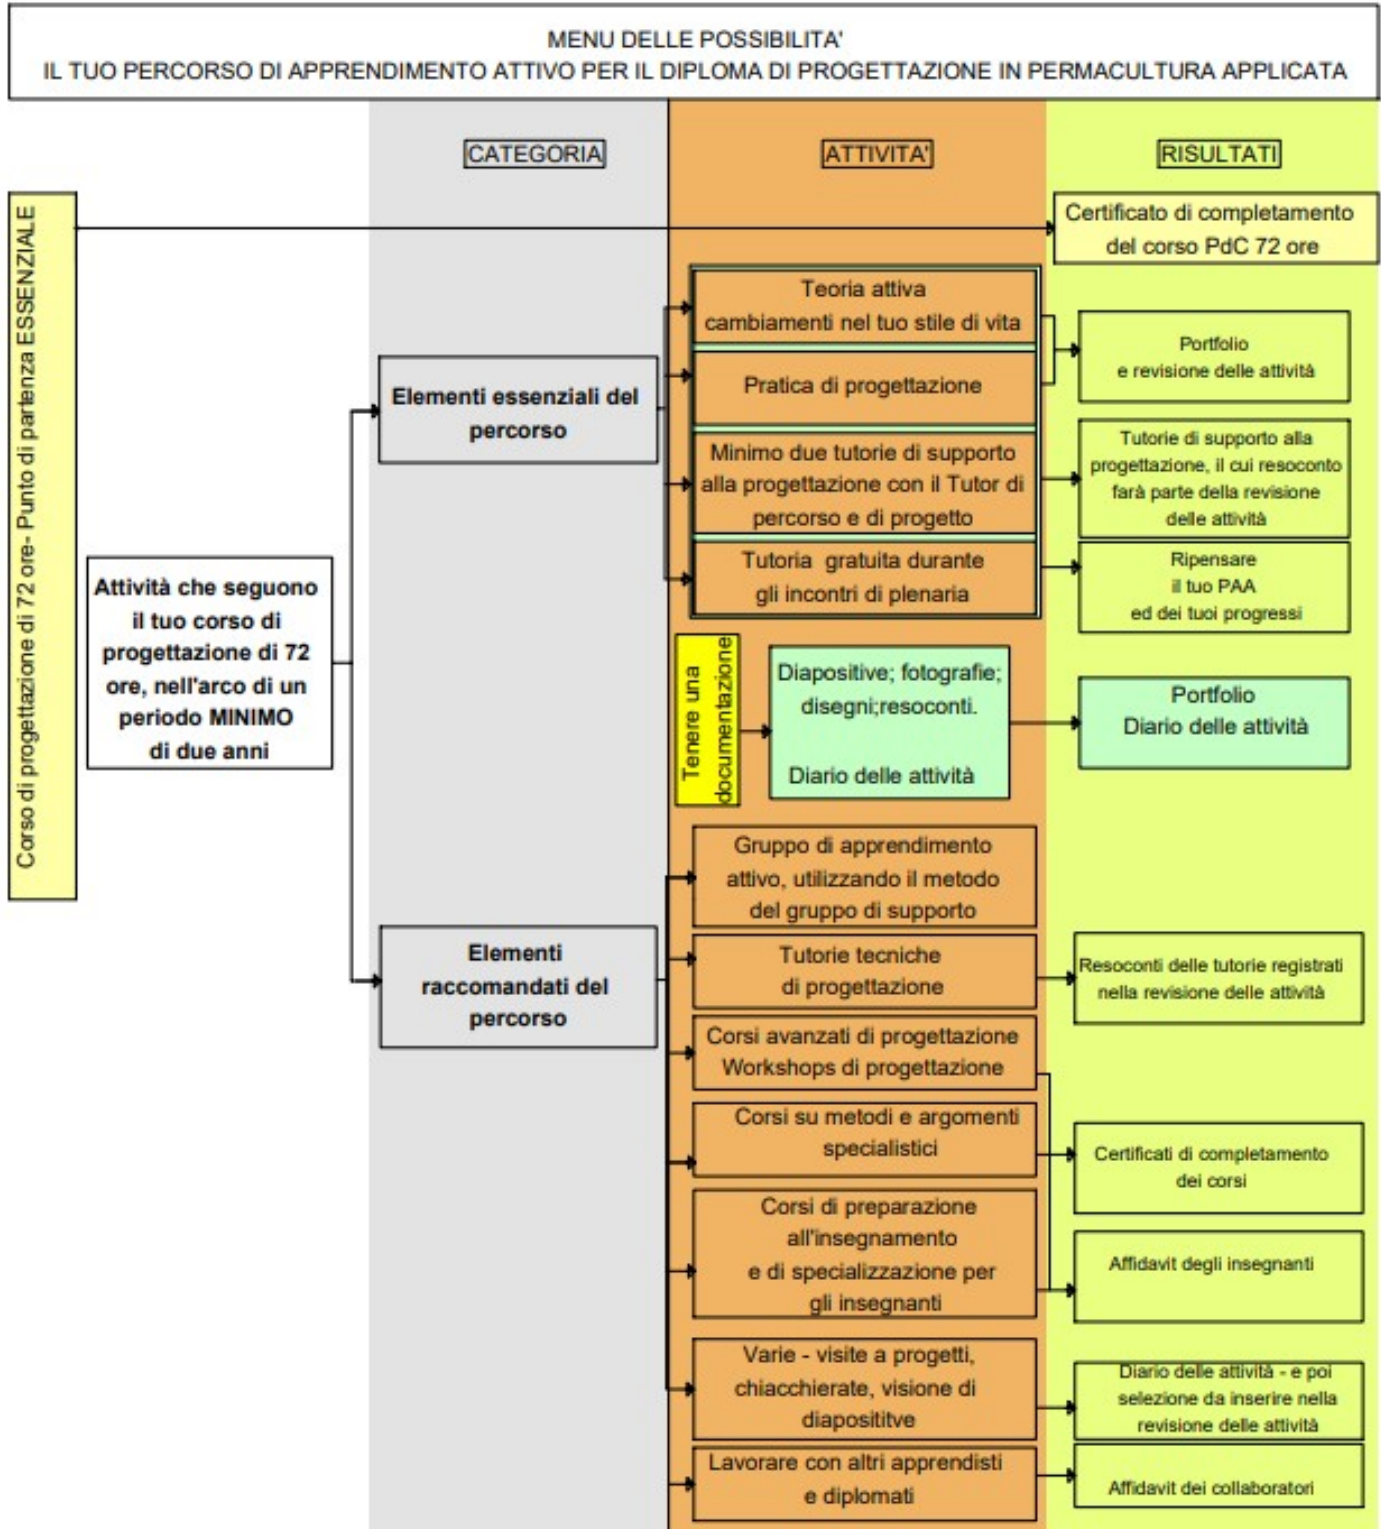 MENU DELLE POSSIBILITA'
IL TUO PERCORSO DI APPRENDIMENTO ATTIVO PER IL DIPLOMA DI PROGETTAZIONE IN PERMACULTURA APPLICATA
CATEGORIA
ATTIVITA'
RISULTATI
Corso di progettazione di 72 ore- Punto di partenza ESSENZIALE
Certificato di completamento
del corso PdC 72 ore
Attività che seguono
il tuo corso di
progettazione di 72
ore, nell'arco di un
periodo MINIMO
di due anni
Elementi essenziali del
percorso
Teoria attiva
cambiamenti nel tuo stile di vita
Pratica di progettazione
Portfolio
e revisione delle attività
Minimo due tutorie di supporto
alla progettazione con il Tutor di
percorso e di progetto
Tutorie di supporto alla
progettazione, il cui resoconto
farà parte della revisione
delle attività
Tutoria gratuita durante
gli incontri di plenaria
Ripensare
il tuo PAA
ed dei tuoi progressi
Tenere una
documentazione
Diapositive; fotografie;
disegni;resoconti.
Diario delle attività
Portfolio
Diario delle attività
Elementi
raccomandati del
percorso
Gruppo di apprendimento
attivo, utilizzando il metodo
del gruppo di supporto
Tutorie tecniche
di progettazione
Resoconti delle tutorie registrati
nella revisione delle attività
Corsi avanzati di progettazione
Workshops di progettazione
Corsi su metodi e argomenti
specialistici
Certificati di completamento
dei corsi
Corsi di preparazione
all'insegnamento
e di specializzazione per
gli insegnanti
Affidavit degli insegnanti
Varie - visite a progetti,
chiacchierate, visione di
diaposititve
Diario delle attività - e poi
selezione da inserire nella
revisione delle attività
Lavorare con altri apprendisti
e diplomati
Affidavit dei collaboratori